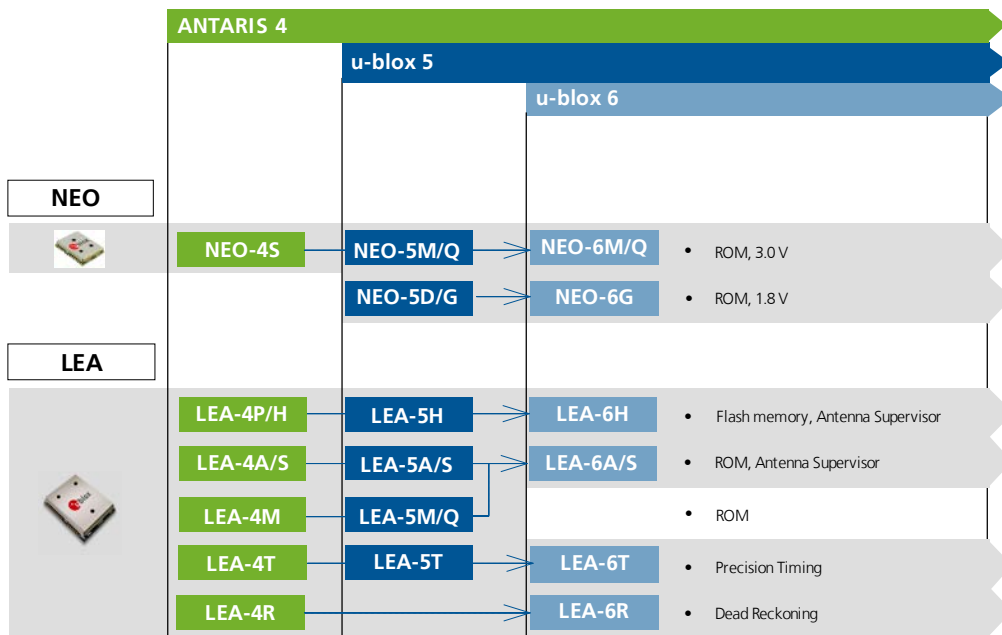 ANTARIS 4
u-blox 5
u-blox 6
NEO
NEO-4S NEO-5M/Q NEO-6M/Q • ROM, 3.0 V
NEO-5D/G NEO-6G • ROM, 1.8 V
LEA
LEA-4P/H LEA-5H LEA-6H • Flash memory, Antenna Supervisor
LEA-4A/S LEA-5A/S LEA-6A/S • ROM, Antenna Supervisor
LEA-4M LEA-5M/Q • ROM
LEA-4T LEA-5T LEA-6T • Precision Timing
LEA-4R LEA-6R • Dead Reckoning